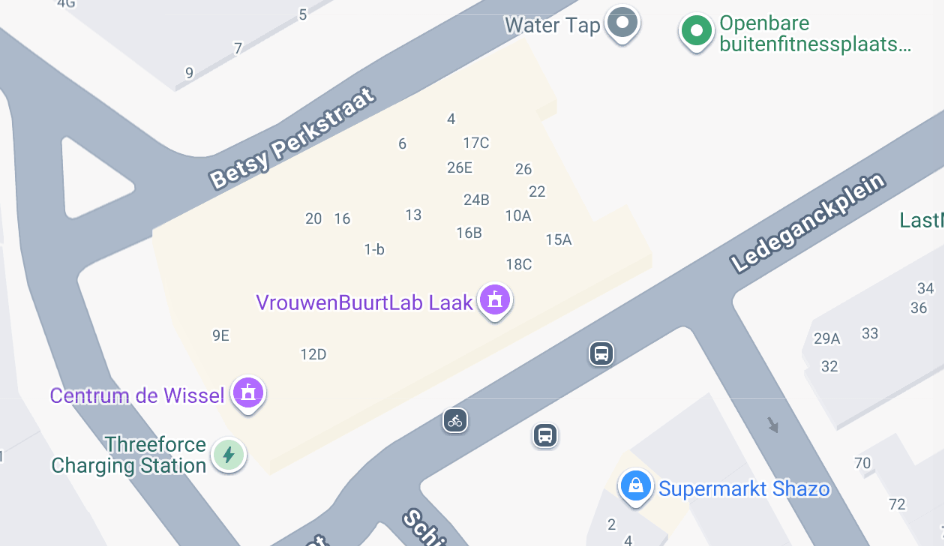 4G
5
Water Tap
Openbare
buitenfitnessplaats...
7
9
Betsy Perkstraat
4
6
17C
26E
26
22
24B
10A
20
16
13
16B
15A
1-b
18C
Ledeganckplein
VrouwenBuurtLab Laak
9E
12D
34
36
33
29A
32
Centrum de Wissel
Threeforce
Charging Station
70
72
Supermarkt Shazo
2
4